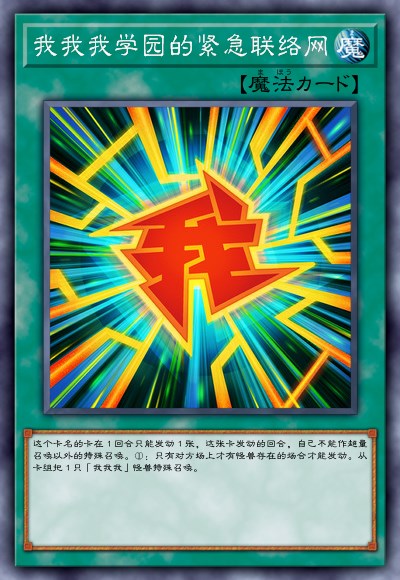 我我我学园的紧急联络网
魔
【魔法カード】
まほう
我
这个卡名的卡在1回合只能发动1张，这张卡发动的回合，自己不能作超量
召唤以外的特殊召唤。①：只有对方场上才有怪兽存在的场合才能发动。从
卡组把1只「我我我」怪兽特殊召唤。